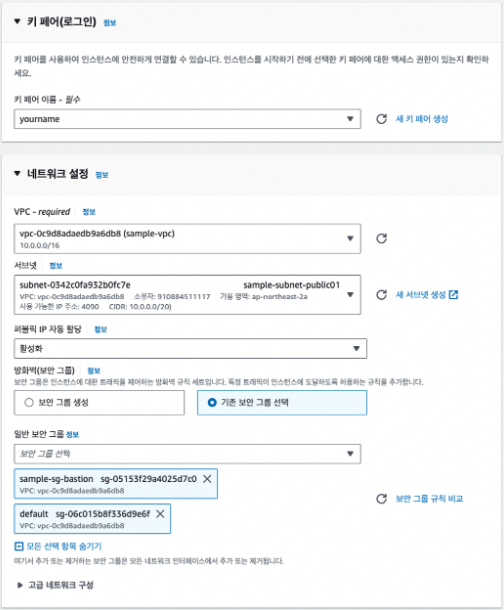 키 페어(로그인) 정보
키 페어를 사용하여 인스턴스에 안전하게 연결할 수 있습니다. 인스턴스를 시작하기 전에 선택한 키 페어에 대한 액세스 권한이 있는지 확인하
세요.
키 페어 이름 - 필수
yourname
새 키 페어 생성
네트워크 설정 정보
VPC - required 정보
vpc-0c9d8adaedb9a6db8 (sample-vpc)
10.0.0.0/16
서브넷 정보
subnet-0342c0fa932b0fc7e sample-subnet-public01
VPC: vpc-0c9d8adaedb9a6db8 소유자: 910884511117 가용 영역: ap-northeast-2a
사용 가능한 IP 주소: 4090 CIDR: 10.0.0.0/20)
새 서브넷 생성
퍼블릭 IP 자동 할당 정보
활성화
방화벽(보안 그룹) 정보
보안 그룹은 인스턴스에 대한 트래픽을 제어하는 방화벽 규칙 세트입니다. 특정 트래픽이 인스턴스에 도달하도록 허용하는 규칙을 추가합니다.
보안 그룹 생성
기존 보안 그룹 선택
일반 보안 그룹 정보
보안 그룹 선택
sample-sg-bastion sg-05153f29a4025d7c0
VPC: vpc-0c9d8adaedb9a6db8
default sg-06c015b8f336d9e6f
VPC: vpc-0c9d8adaedb9a6db8
보안 그룹 규칙 비교
모든 선택 항목 숨기기
여기서 추가 또는 제거하는 보안 그룹은 모든 네트워크 인터페이스에서 추가 또는 제거됩니다.
고급 네트워크 구성